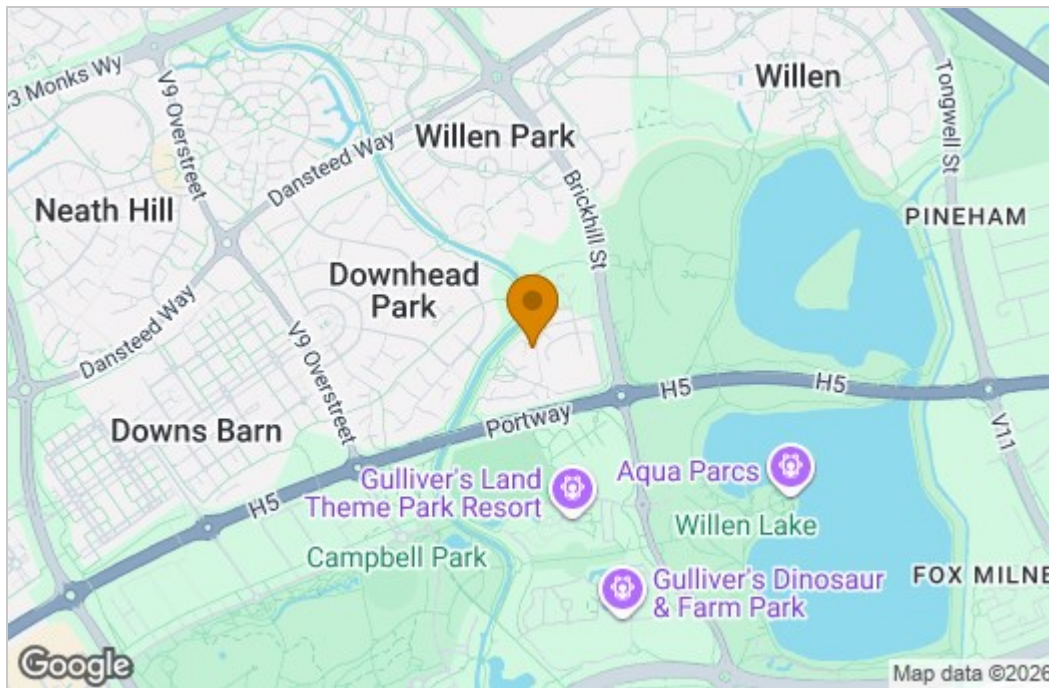 3 Monks Wy
V9 Overstreet
Dansteed Way
Willen Park
Willen
Tongwell St
Neath Hill
Brickhill St
PINEHAM
Downhead
Park
Dansteed Way
V9 Overstreet
H5
H5
Downs Barn
Portway
V11
H5
Gulliver's Land
Theme Park Resort
Aqua Parcs
Willen Lake
Campbell Park
Gulliver's Dinosaur
& Farm Park
FOX MILNE
Google
Map data ©2026